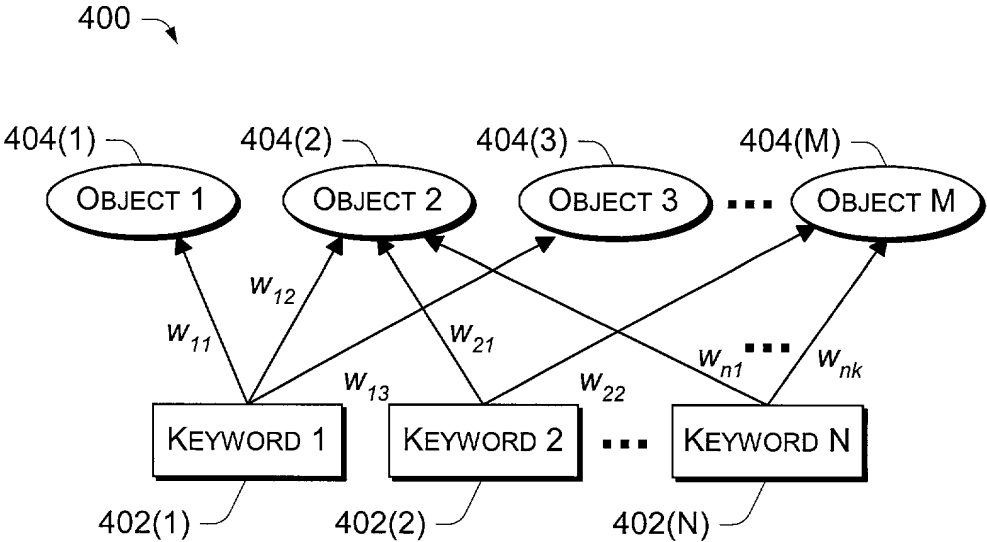 400
404(1) 404(2) 404(3) 404(M)
OBJECT 1 OBJECT 2 OBJECT 3 ... OBJECT M
w12
w11 w21 ...
w13 w22 wn1 wnk
KEYWORD 1 KEYWORD 2 ... KEYWORD N
402(1) 402(2) 402(N)